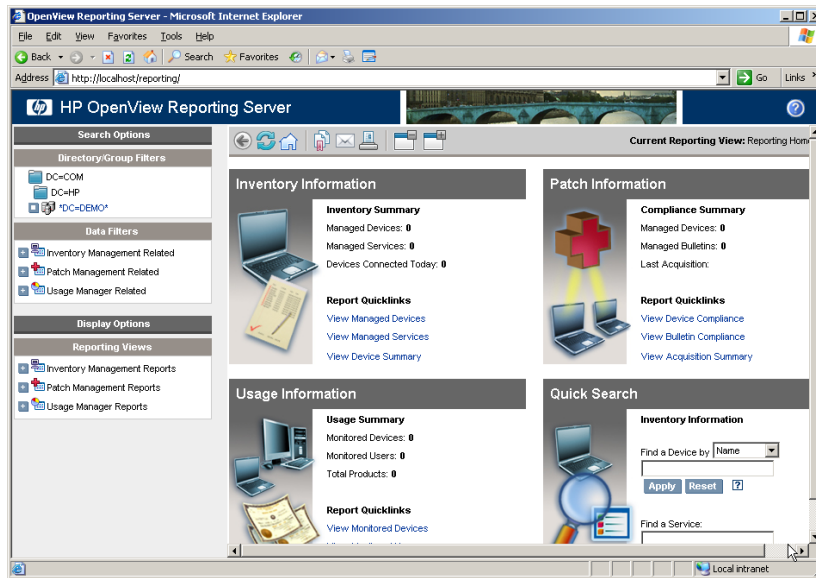 OpenView Reporting Server - Microsoft Internet Explorer
File Edit View Favorites Tools Help
Back Search Favorites
Address http://localhost/reporting/ Go Links
hp HP OpenView Reporting Server
Search Options
Directory/Group Filters
DC=COM
DC=HP
*DC=DEMO*
Data Filters
Inventory Management Related
Patch Management Related
Usage Manager Related
Display Options
Reporting Views
Inventory Management Reports
Patch Management Reports
Usage Manager Reports
Current Reporting View: Reporting Home
Inventory Information
Inventory Summary
Managed Devices: 0
Managed Services: 0
Devices Connected Today: 0
Report Quicklinks
View Managed Devices
View Managed Services
View Device Summary
Patch Information
Compliance Summary
Managed Devices: 0
Managed Bulletins: 0
Last Acquisition:
Report Quicklinks
View Device Compliance
View Bulletin Compliance
View Acquisition Summary
Usage Information
Usage Summary
Monitored Devices: 0
Monitored Users: 0
Total Products: 0
Report Quicklinks
View Monitored Devices
Quick Search
Inventory Information
Find a Device by Name
Apply Reset ?
Find a Service:
Local intranet